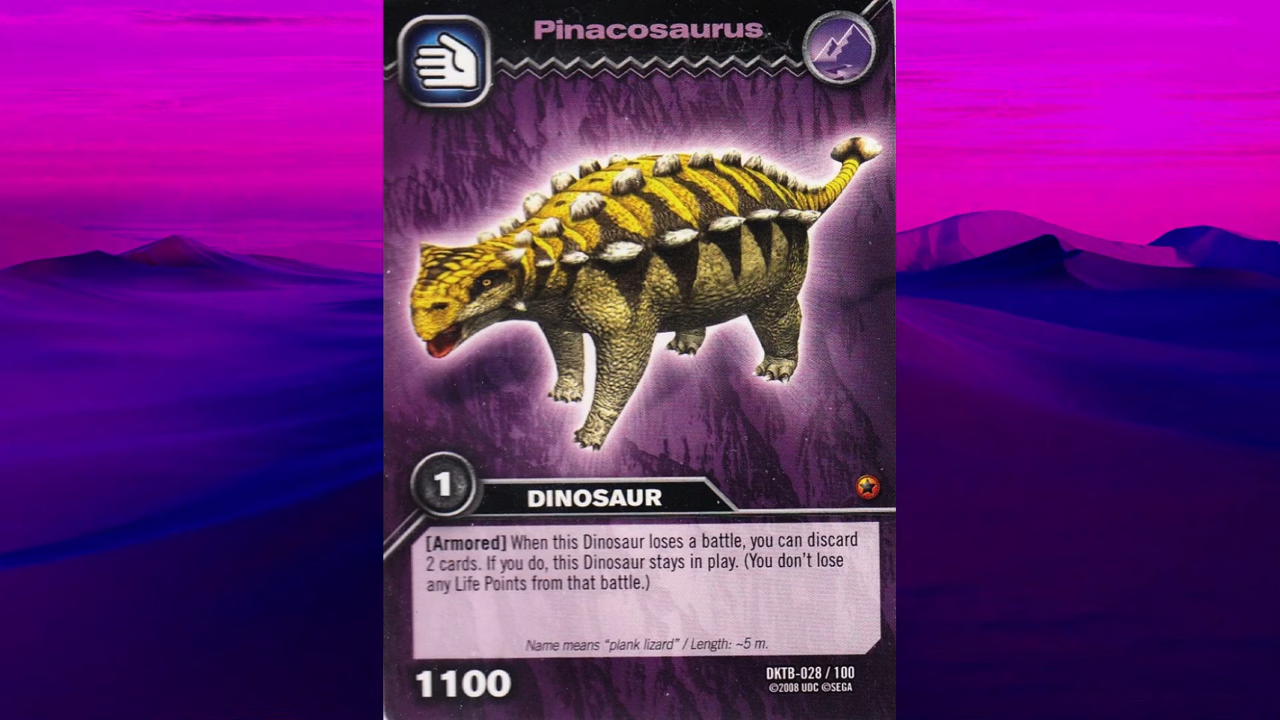 Pinacosaurus
1
DINOSAUR
[Armored] When this Dinosaur loses a battle, you can discard
2 cards. If you do, this Dinosaur stays in play. (You don't lose
any Life Points from that battle.)
Name means "plank lizard" / Length: ~5 m.
1100
DKTB-028 / 100
©2008 UDC ©SEGA